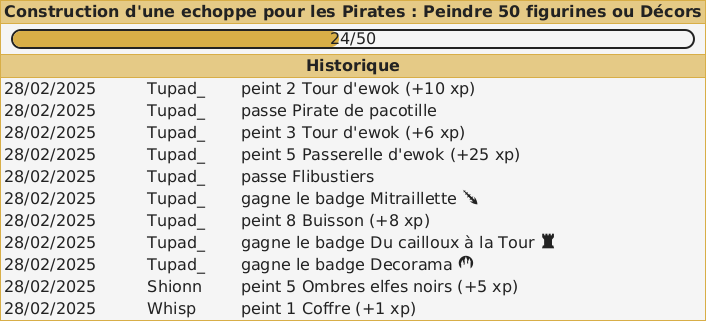 Construction d'une echoppe pour les Pirates : Peindre 50 figurines ou Décors
24/50
Historique
28/02/2025 Tupad_ peint 2 Tour d'ewok (+10 xp)
28/02/2025 Tupad_ passe Pirate de pacotille
28/02/2025 Tupad_ peint 3 Tour d'ewok (+6 xp)
28/02/2025 Tupad_ peint 5 Passerelle d'ewok (+25 xp)
28/02/2025 Tupad_ passe Flibustiers
28/02/2025 Tupad_ gagne le badge Mitraillette
28/02/2025 Tupad_ peint 8 Buisson (+8 xp)
28/02/2025 Tupad_ gagne le badge Du cailloux à la Tour
28/02/2025 Tupad_ gagne le badge Decorama
28/02/2025 Shionn peint 5 Ombres elfes noirs (+5 xp)
28/02/2025 Whisp peint 1 Coffre (+1 xp)